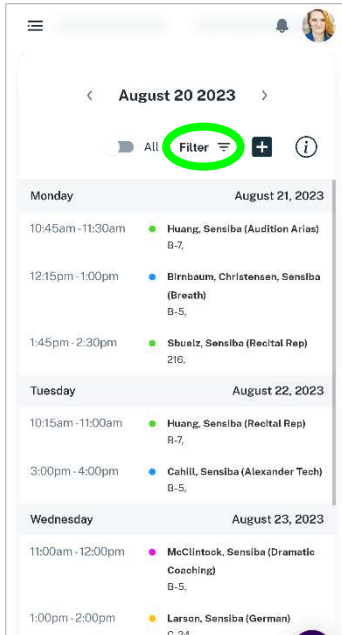 August 20 2023
All Filter
Monday August 21, 2023
10:45am - 11:30am Huang, Sensiba (Audition Arias)
B-7,
12:15pm - 1:00pm Birnbaum, Christensen, Sensiba
(Breath)
B-5,
1:45pm - 2:30pm Sbuelz, Sensiba (Recital Rep)
216,
Tuesday August 22, 2023
10:15am - 11:00am Huang, Sensiba (Recital Rep)
B-7,
3:00pm - 4:00pm Cahill, Sensiba (Alexander Tech)
B-5,
Wednesday August 23, 2023
11:00am - 12:00pm McClintock, Sensiba (Dramatic
Coaching)
B-5,
1:00pm - 2:00pm Larson, Sensiba (German)